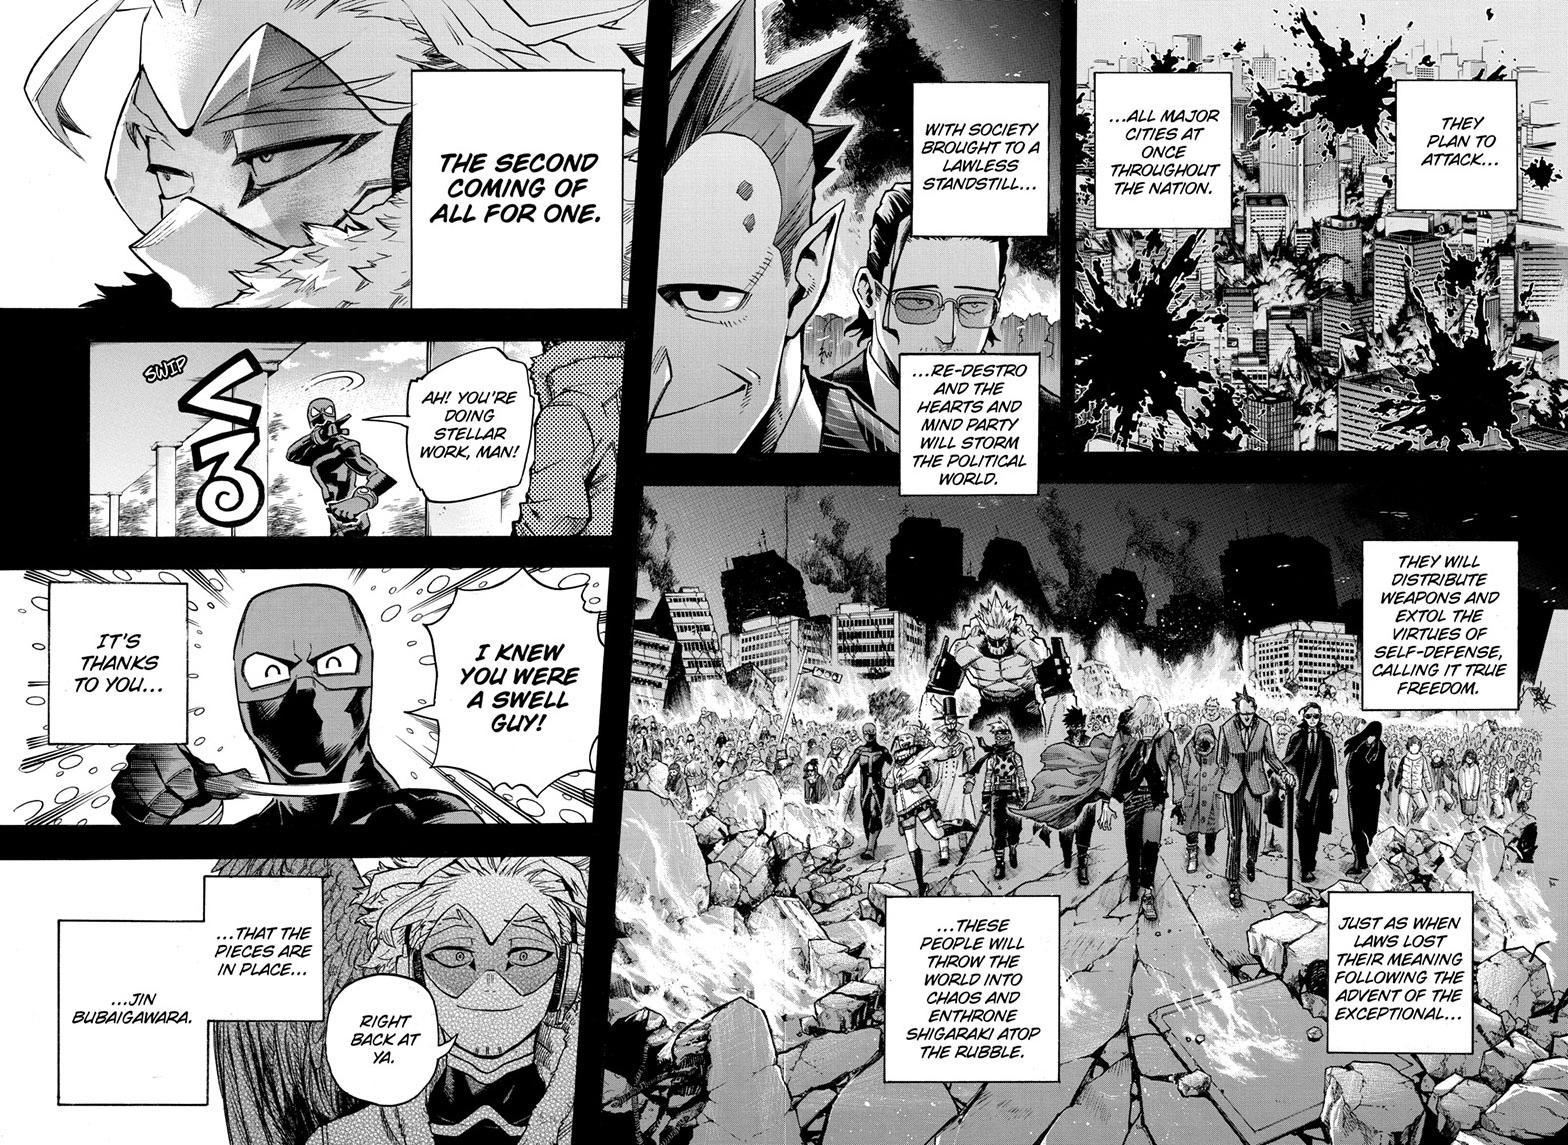 THEY
PLAN TO
ATTACK...
...ALL MAJOR
CITIES AT
ONCE
THROUGHOUT
THE NATION.
WITH SOCIETY
BROUGHT TO A
LAWLESS
STANDSTILL...
...RE-DESTRO
AND THE
HEARTS AND
MIND PARTY
WILL STORM
THE POLITICAL
WORLD.
THEY WILL
DISTRIBUTE
WEAPONS AND
EXTOL THE
VIRTUES OF
SELF-DEFENSE,
CALLING IT TRUE
FREEDOM.
JUST AS WHEN
LAWS LOST
THEIR MEANING
FOLLOWING THE
ADVENT OF THE
EXCEPTIONAL...
...THESE
PEOPLE WILL
THROW THE
WORLD INTO
CHAOS AND
ENTHRONE
SHIGARAKI ATOP
THE RUBBLE.
THE SECOND
COMING OF
ALL FOR ONE.
AH! YOU'RE
DOING
STELLAR
WORK, MAN!
くる
SWIP
I KNEW
YOU WERE
A SWELL
GUY!
IT'S
THANKS
TO YOU...
...THAT THE
PIECES ARE
IN PLACE...
RIGHT
BACK AT
YA.
...JIN
BUBAIGAWARA.